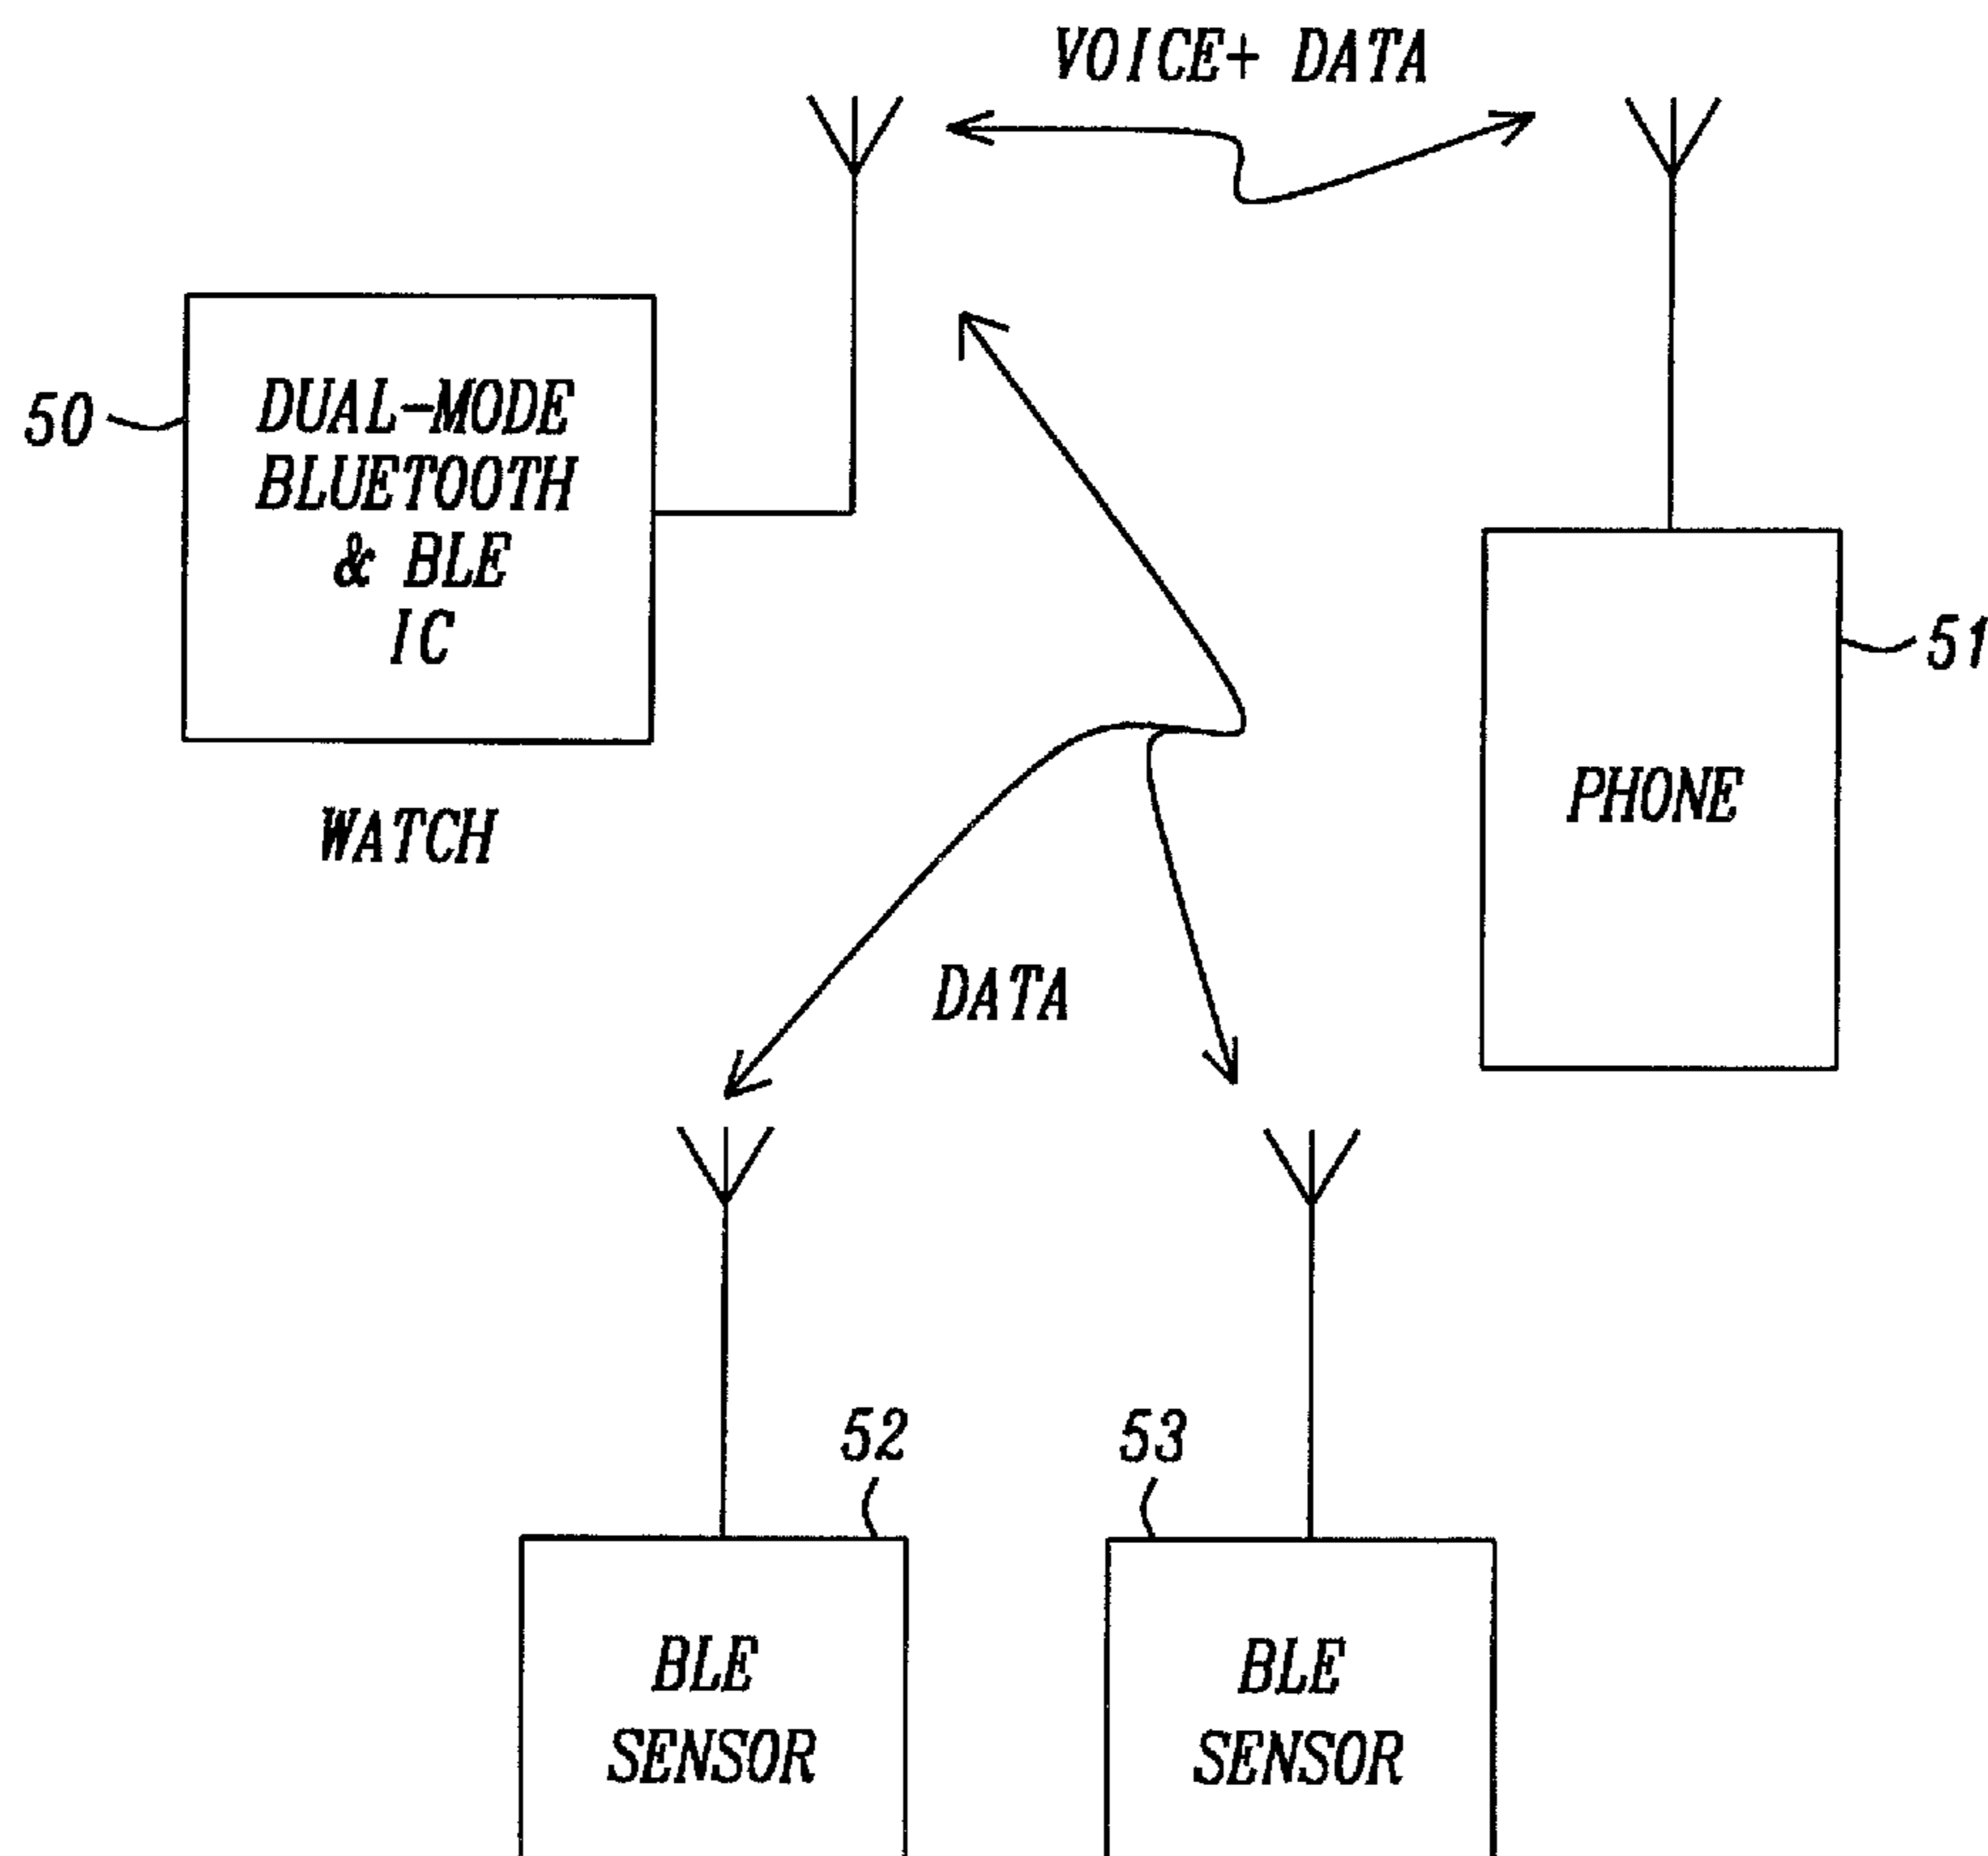 VOICE+ DATA
50
DUAL-MODE
BLUETOOTH
& BLE
IC
WATCH
51
PHONE
DATA
52
53
BLE
SENSOR
BLE
SENSOR